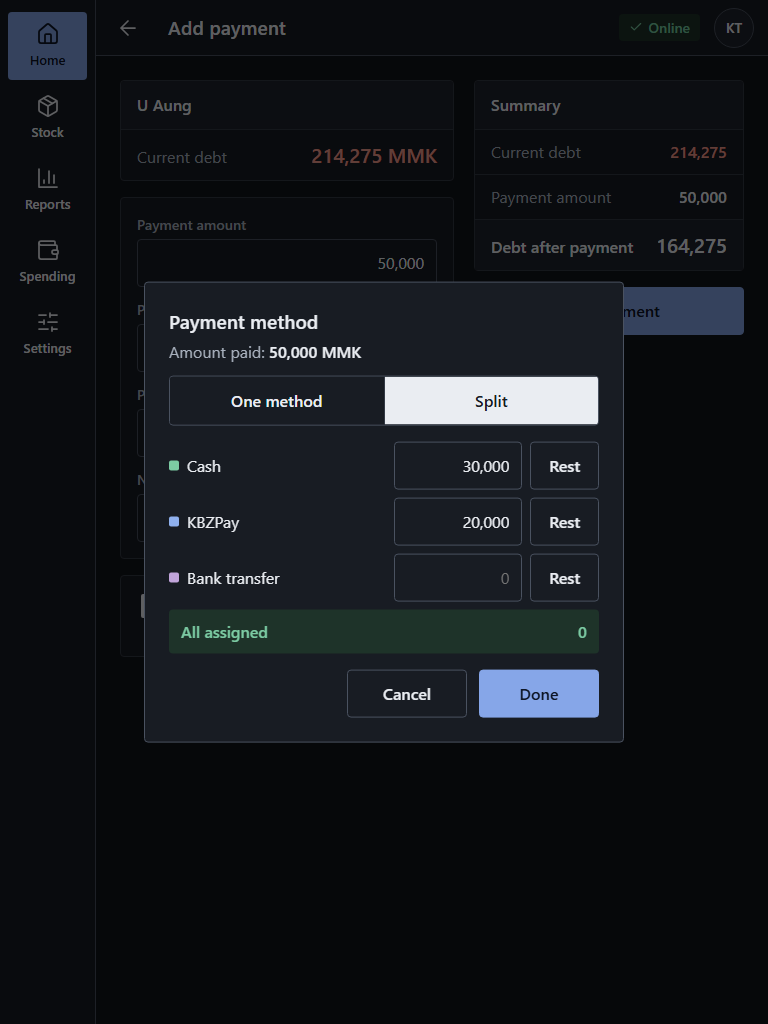 Home
Stock
Reports
Spending
Settings
Add payment
Online
KT
U Aung
Current debt 214,275 MMK
Payment amount
50,000
Summary
Current debt 214,275
Payment amount 50,000
Debt after payment 164,275
Payment method
Amount paid: 50,000 MMK
One method Split
Cash 30,000 Rest
KBZPay 20,000 Rest
Bank transfer 0 Rest
All assigned 0
Cancel Done